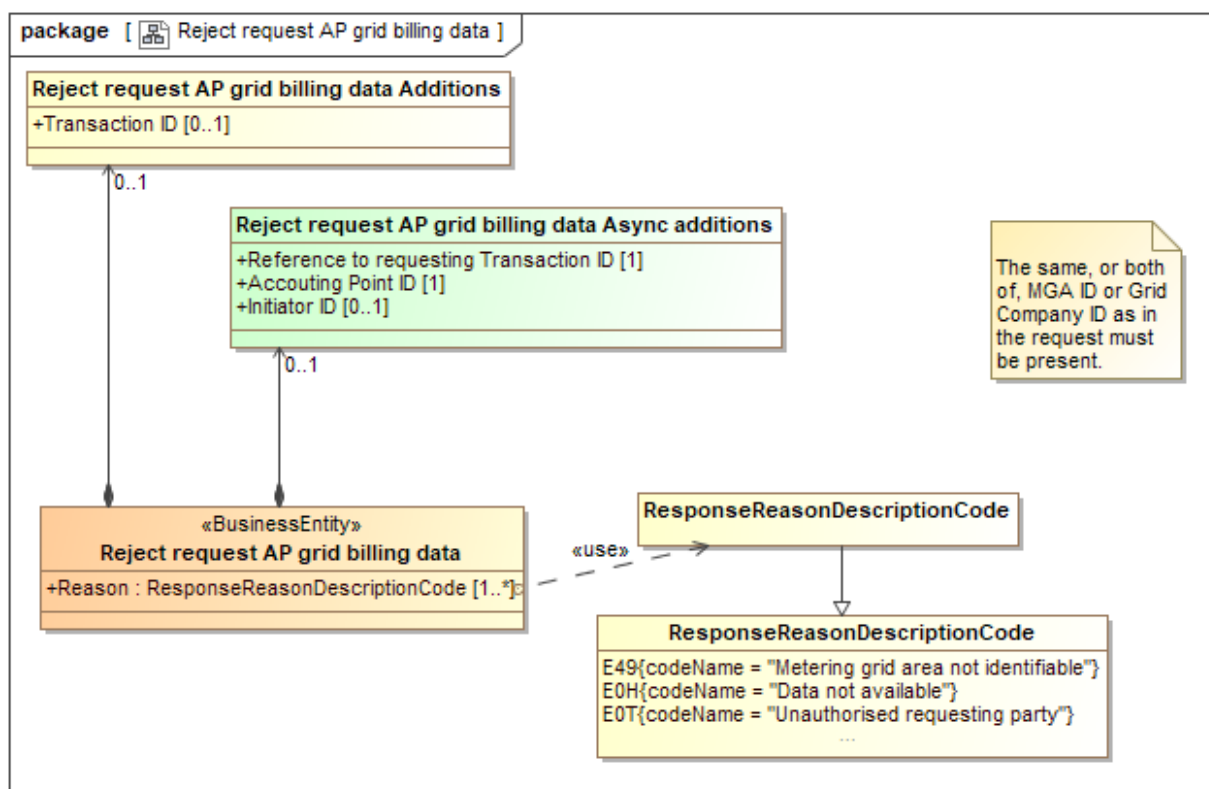 package [ Reject request AP grid billing data ]
Reject request AP grid billing data Additions
+Transaction ID [0..1]
0..1
Reject request AP grid billing data Async additions
+Reference to requesting Transaction ID [1]
+Accouting Point ID [1]
+Initiator ID [0..1]
0..1
The same, or both
of, MGA ID or Grid
Company ID as in
the request must
be present.
«BusinessEntity»
Reject request AP grid billing data
+Reason : ResponseReasonDescriptionCode [1..*]
«use»
ResponseReasonDescriptionCode
ResponseReasonDescriptionCode
E49{codeName = "Metering grid area not identifiable"}
E0H{codeName = "Data not available"}
E0T{codeName = "Unauthorised requesting party"}
...